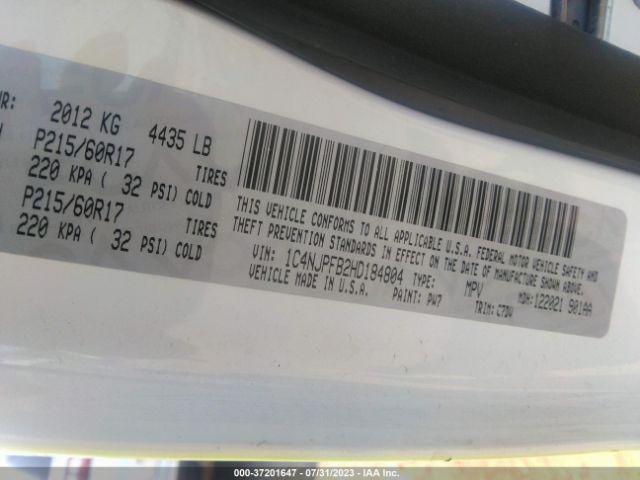 2012 KG 4435 LB
P215/60R17 TIRES
220 KPA ( 32 PSI) COLD
P215/60R17 TIRES
220 KPA ( 32 PSI) COLD
THIS VEHICLE CONFORMS TO ALL APPLICABLE U.S.A. FEDERAL MOTOR VEHICLE SAFETY AND
THEFT PREVENTION STANDARDS IN EFFECT ON THE DATE OF MANUFACTURE SHOWN ABOVE.
VIN: 1C4NJPFB2HD184804 TYPE: MPV
VEHICLE MADE IN U.S.A. PAINT: PW7 TRIM: MDH: 122021 901AA
000-37201647 / 07/31/2023 - IAA Inc.